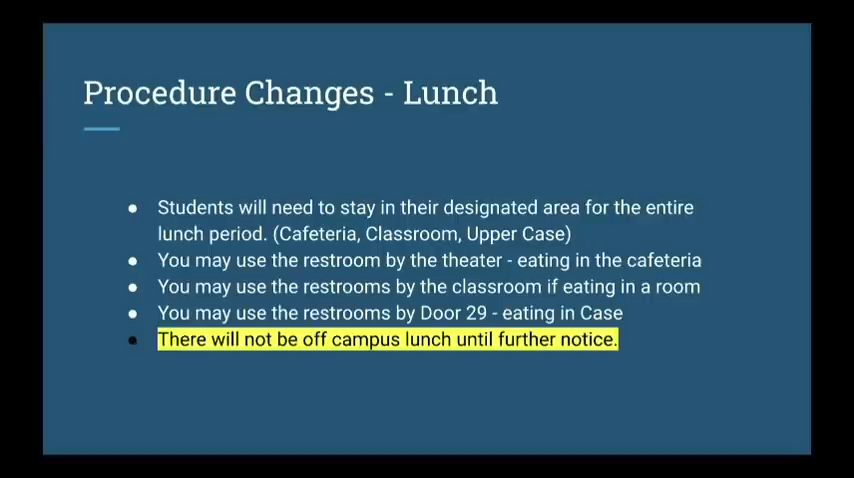 Procedure Changes - Lunch
● Students will need to stay in their designated area for the entire
lunch period. (Cafeteria, Classroom, Upper Case)
● You may use the restroom by the theater - eating in the cafeteria
● You may use the restrooms by the classroom if eating in a room
● You may use the restrooms by Door 29 - eating in Case
● There will not be off campus lunch until further notice.